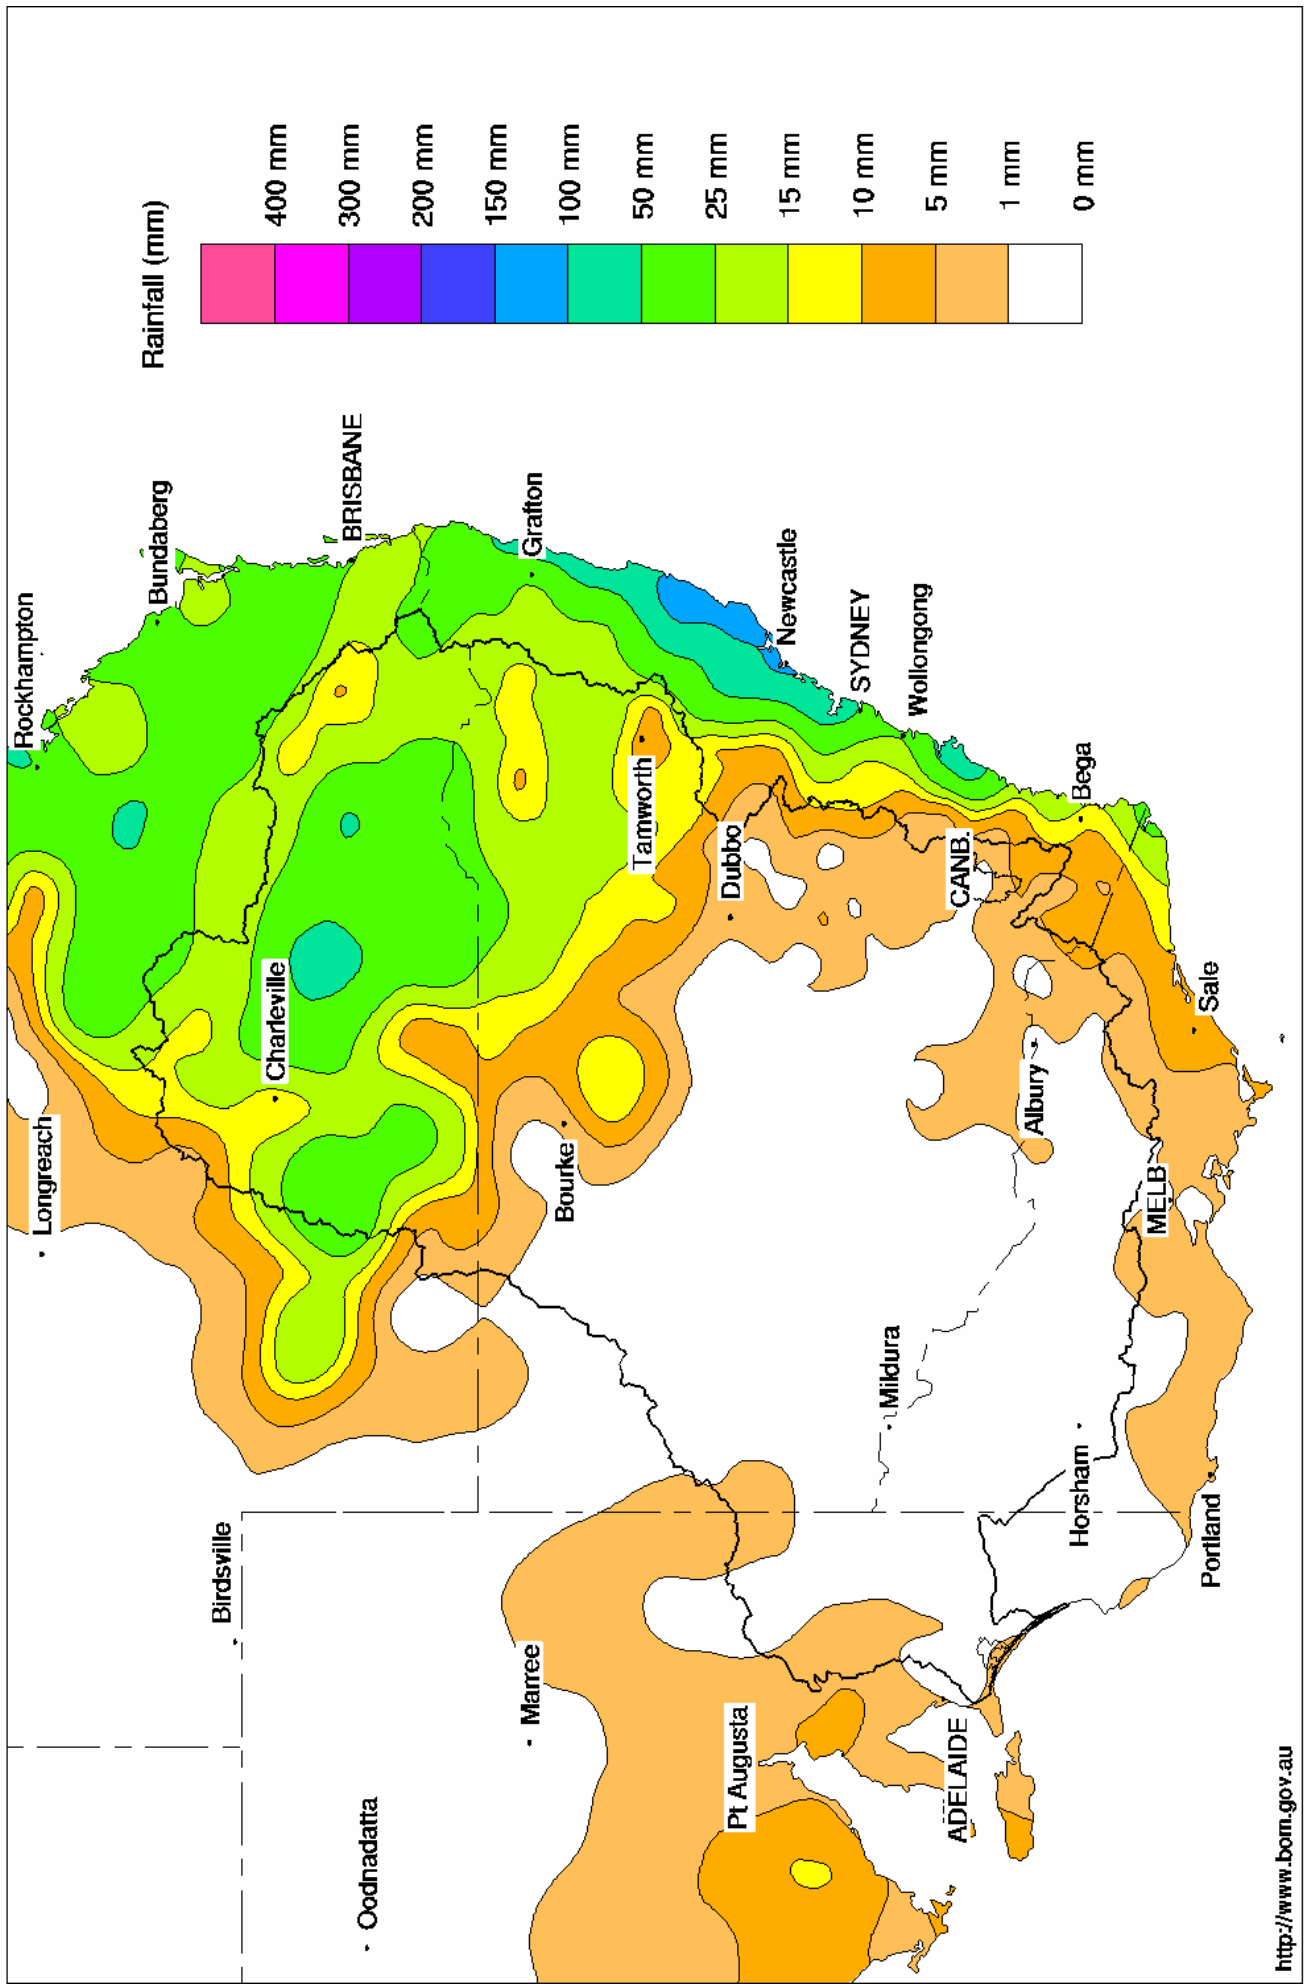 Rainfall (mm)
400 mm
300 mm
200 mm
150 mm
100 mm
50 mm
25 mm
15 mm
10 mm
5 mm
1 mm
0 mm
Rockhampton
Bundaberg
BRISBANE
Grafton
Newcastle
SYDNEY
Wollongong
Bega
Tamworth
Dubbo
CANB.
Sale
Charleville
Longreach
Bourke
Albury
MELB
Mildura
Horsham
Portland
Birdsville
Marree
Oodnadatta
Pt Augusta
ADELAIDE
http://www.bom.gov.au